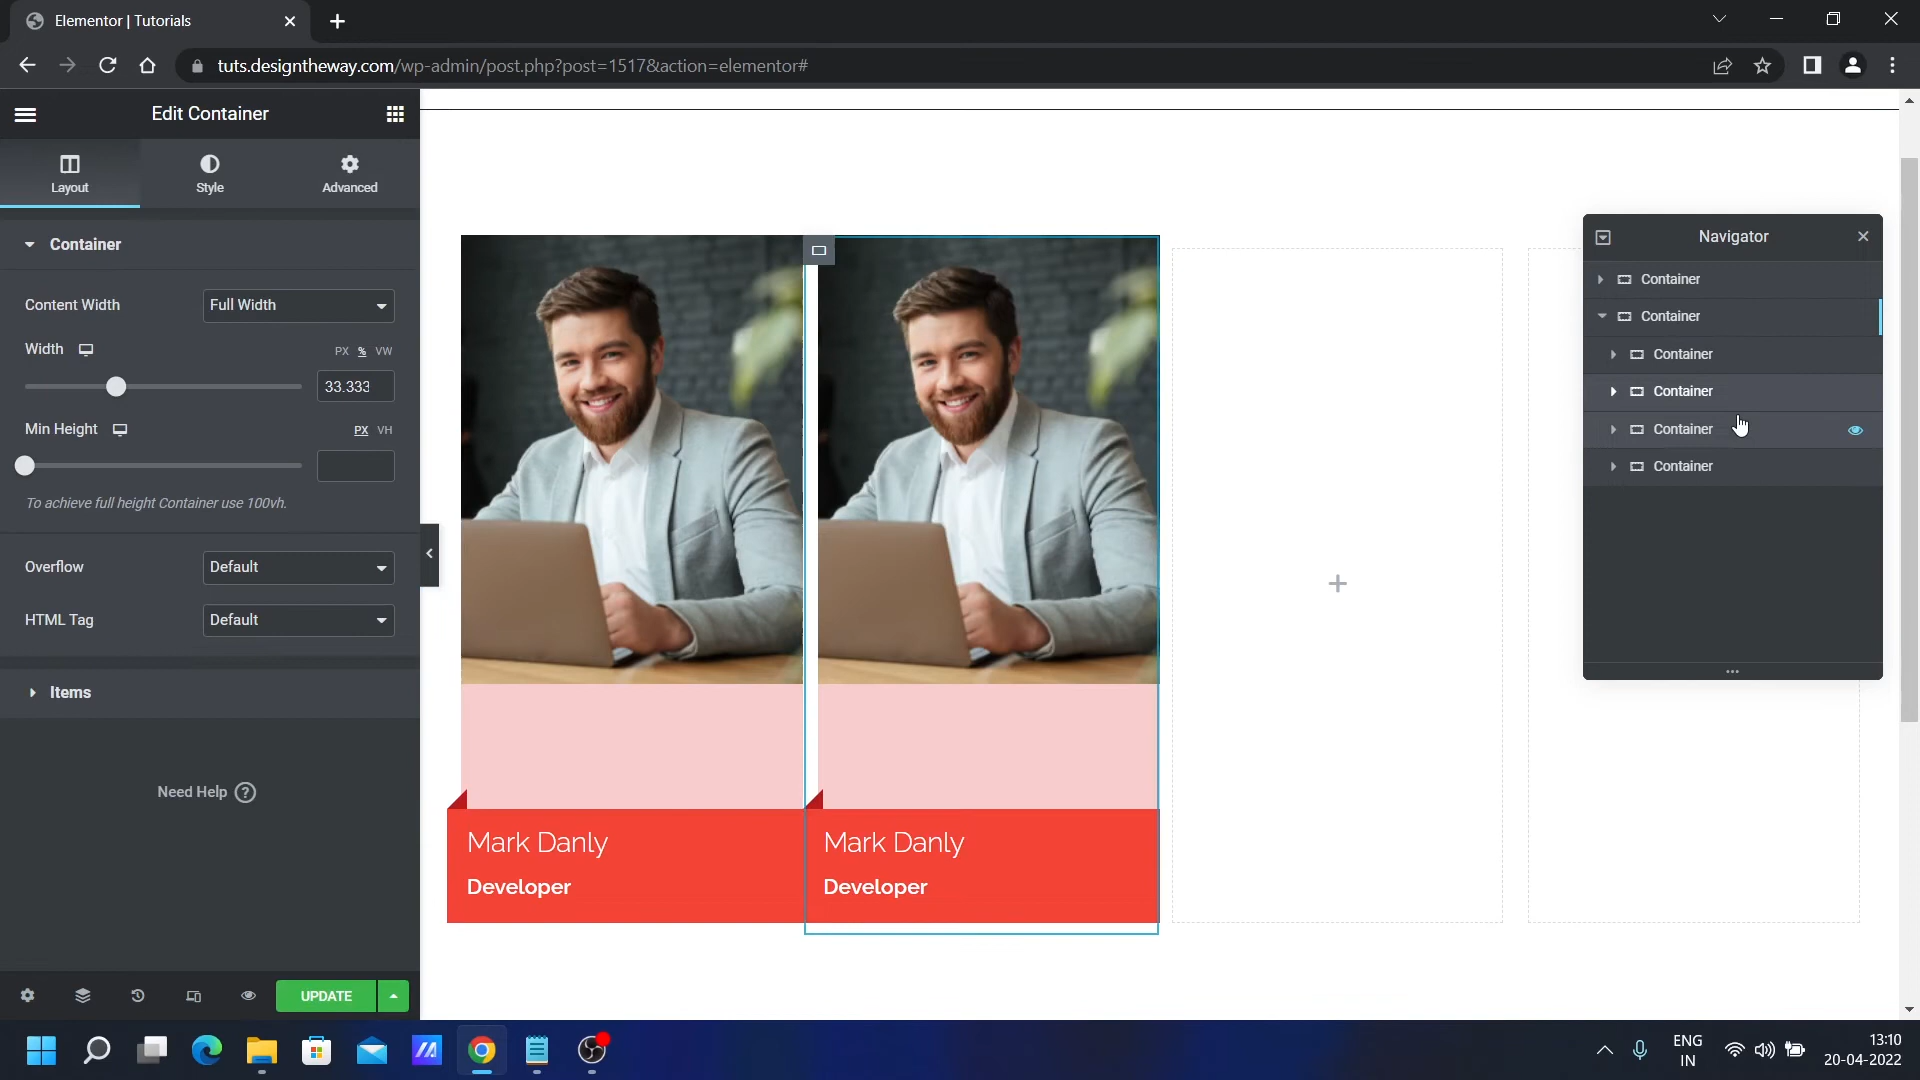 Elementor | Tutorials
tuts.designtheway.com/wp-admin/post.php?post=1517&action=elementor#
Edit Container
Layout
Style
Advanced
Container
Content Width
Full Width
Width
PX % VW
33.333
Min Height
PX VH
To achieve full height Container use 100vh.
Overflow
Default
HTML Tag
Default
Items
Need Help ?
UPDATE
Mark Danly
Developer
Mark Danly
Developer
Navigator
Container
Container
Container
Container
Container
Container
ENG
IN
13:10
20-04-2022